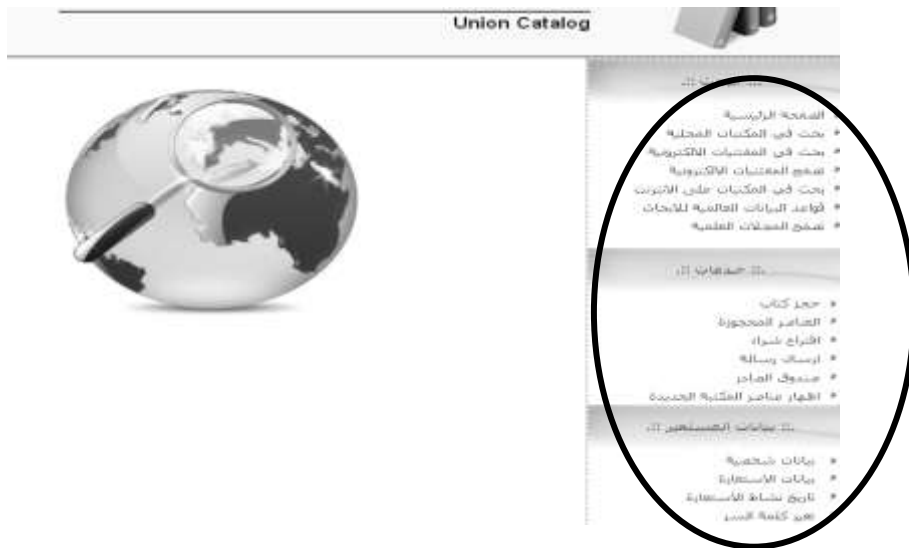 Union Catalog
الصفحة الرئيسية
بحث في المكتبات المحلية
بحث في المقتنيات الالكترونية
تصفح المقتنيات الالكترونية
بحث في المكتبات على الانترنت
قواعد البيانات العالمية للابحاث
تصفح المجلات العلمية
.:: خدمات ::.
حجز كتاب
العناصر المحجوزة
اقتراح شراء
ارسال رسالة
صندوق الصادر
اظهار عناصر المكتبة الجديدة
.:: بيانات المستعير ::.
بيانات شخصية
بيانات الاستعارة
تاريخ نشاط الاستعارة
تغير كلمة السر